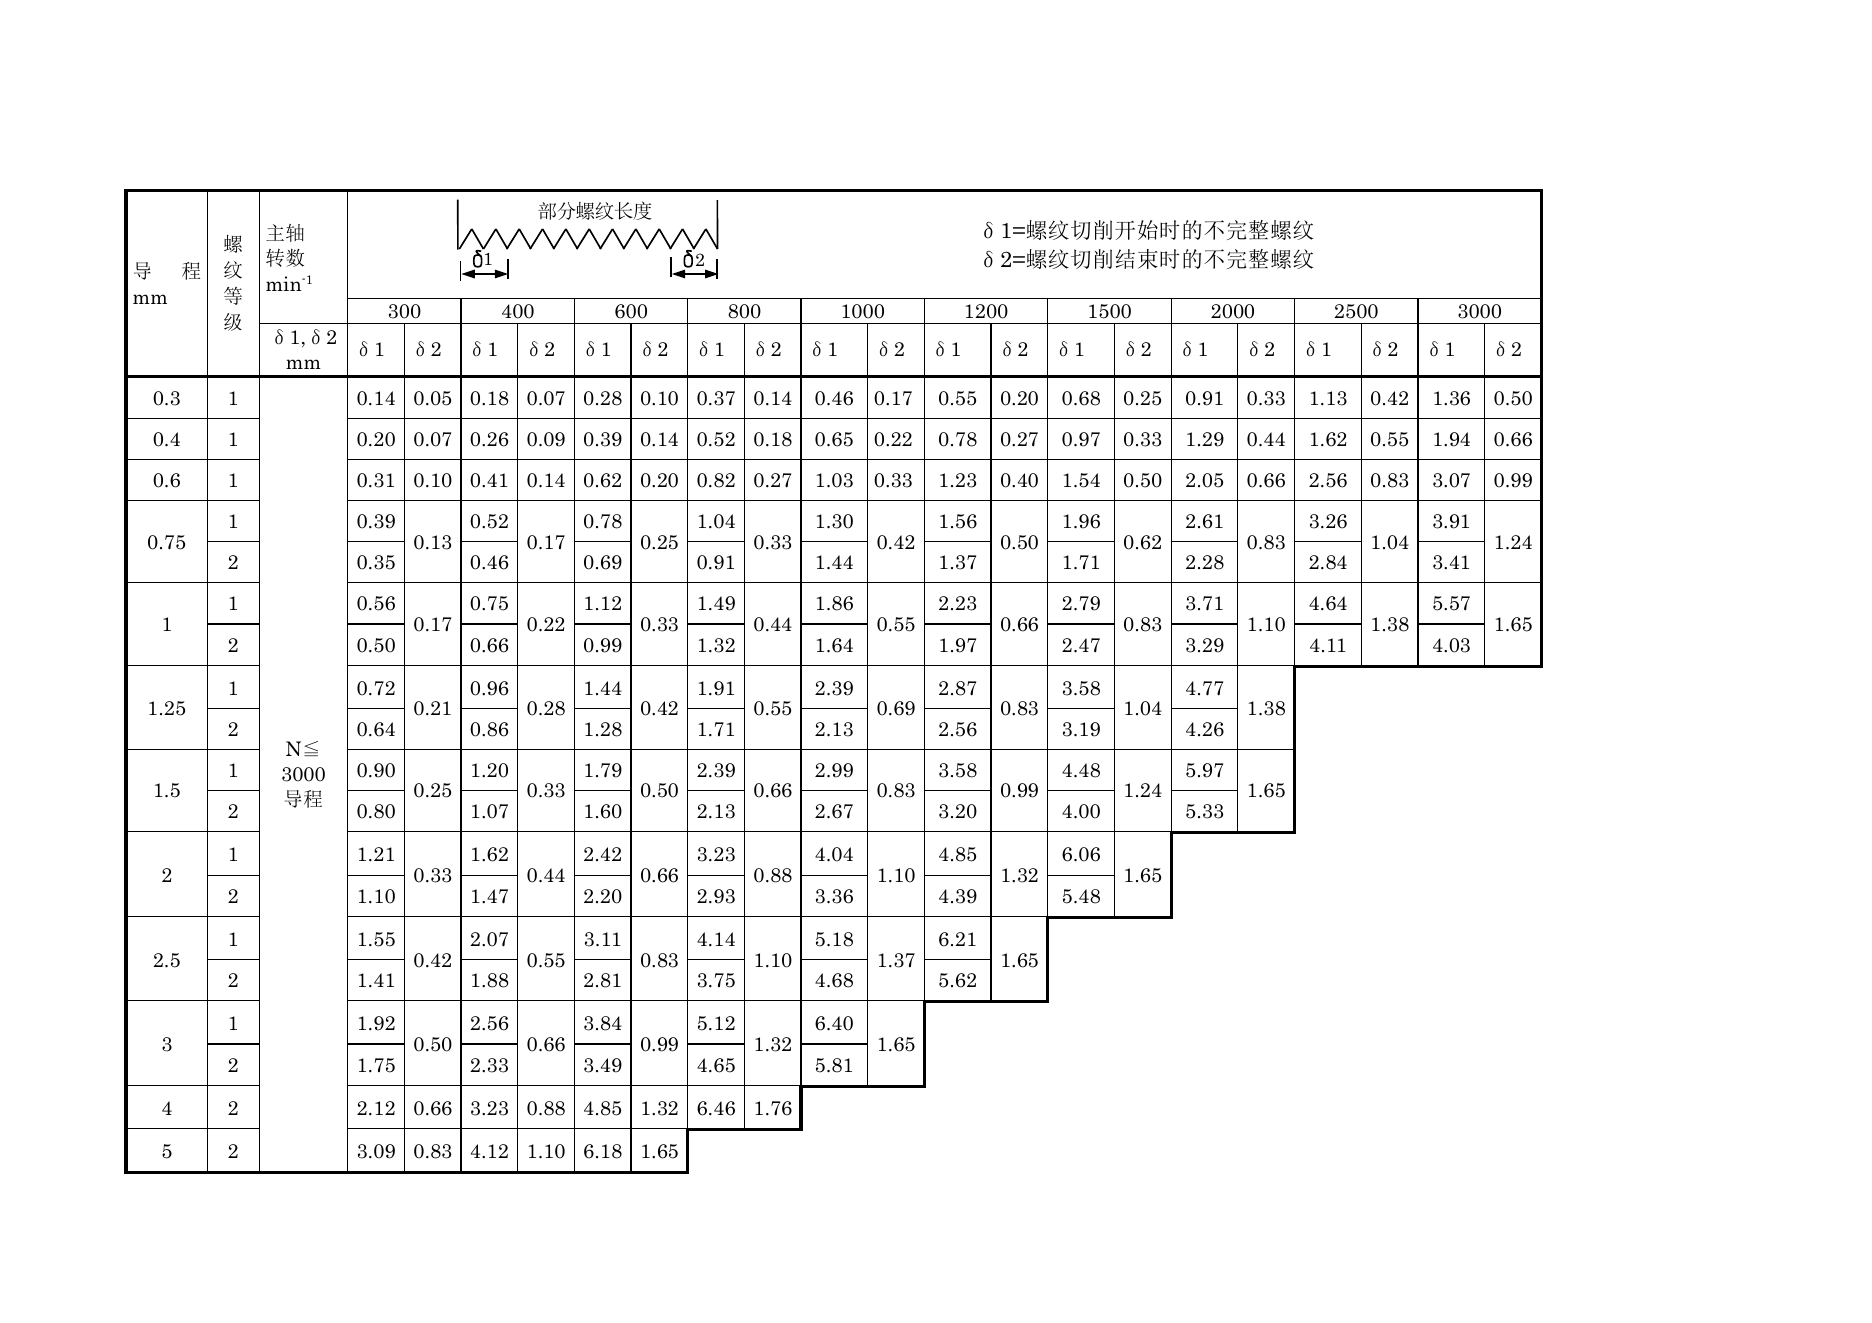 导 程
mm
螺
纹
等
级
主轴
转数
min-1
部分螺纹长度
δ1 δ2
δ 1=螺纹切削开始时的不完整螺纹
δ 2=螺纹切削结束时的不完整螺纹
300 400 600 800 1000 1200 1500 2000 2500 3000
δ 1, δ 2
mm
δ 1 δ 2 δ 1 δ 2 δ 1 δ 2 δ 1 δ 2 δ 1 δ 2 δ 1 δ 2 δ 1 δ 2 δ 1 δ 2 δ 1 δ 2 δ 1 δ 2
N≦
3000
导程
0.3 1 0.14 0.05 0.18 0.07 0.28 0.10 0.37 0.14 0.46 0.17 0.55 0.20 0.68 0.25 0.91 0.33 1.13 0.42 1.36 0.50
0.4 1 0.20 0.07 0.26 0.09 0.39 0.14 0.52 0.18 0.65 0.22 0.78 0.27 0.97 0.33 1.29 0.44 1.62 0.55 1.94 0.66
0.6 1 0.31 0.10 0.41 0.14 0.62 0.20 0.82 0.27 1.03 0.33 1.23 0.40 1.54 0.50 2.05 0.66 2.56 0.83 3.07 0.99
1 0.39 0.52 0.78 1.04 1.30 1.56 1.96 2.61 3.26 3.91
0.75 0.13 0.17 0.25 0.33 0.42 0.50 0.62 0.83 1.04 1.24
2 0.35 0.46 0.69 0.91 1.44 1.37 1.71 2.28 2.84 3.41
1 0.56 0.75 1.12 1.49 1.86 2.23 2.79 3.71 4.64 5.57
1 0.17 0.22 0.33 0.44 0.55 0.66 0.83 1.10 1.38 1.65
2 0.50 0.66 0.99 1.32 1.64 1.97 2.47 3.29 4.11 4.03
1 0.72 0.96 1.44 1.91 2.39 2.87 3.58 4.77
1.25 0.21 0.28 0.42 0.55 0.69 0.83 1.04 1.38
2 0.64 0.86 1.28 1.71 2.13 2.56 3.19 4.26
1 0.90 1.20 1.79 2.39 2.99 3.58 4.48 5.97
1.5 0.25 0.33 0.50 0.66 0.83 0.99 1.24 1.65
2 0.80 1.07 1.60 2.13 2.67 3.20 4.00 5.33
1 1.21 1.62 2.42 3.23 4.04 4.85 6.06
2 0.33 0.44 0.66 0.88 1.10 1.32 1.65
2 1.10 1.47 2.20 2.93 3.36 4.39 5.48
1 1.55 2.07 3.11 4.14 5.18 6.21
2.5 0.42 0.55 0.83 1.10 1.37 1.65
2 1.41 1.88 2.81 3.75 4.68 5.62
1 1.92 2.56 3.84 5.12 6.40
3 0.50 0.66 0.99 1.32 1.65
2 1.75 2.33 3.49 4.65 5.81
4 2 2.12 0.66 3.23 0.88 4.85 1.32 6.46 1.76
5 2 3.09 0.83 4.12 1.10 6.18 1.65